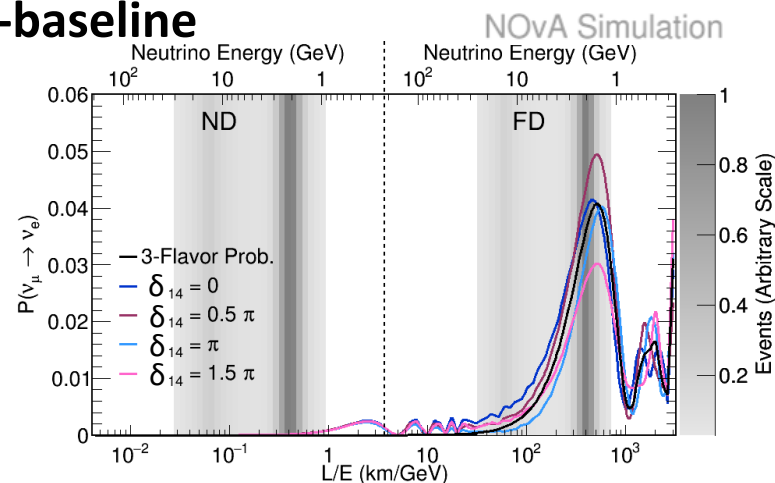 -baseline
NOvA Simulation
Neutrino Energy (GeV)
Neutrino Energy (GeV)
10² 10 1 10² 10 1
0.06
0.05
0.04
0.03
0.02
0.01
0
P(νμ → νe)
ND
FD
3-Flavor Prob.
δ14 = 0
δ14 = 0.5 π
δ14 = π
δ14 = 1.5 π
10⁻² 10⁻¹ 1 10 10² 10³
L/E (km/GeV)
1
0.8
0.6
0.4
0.2
Events (Arbitrary Scale)